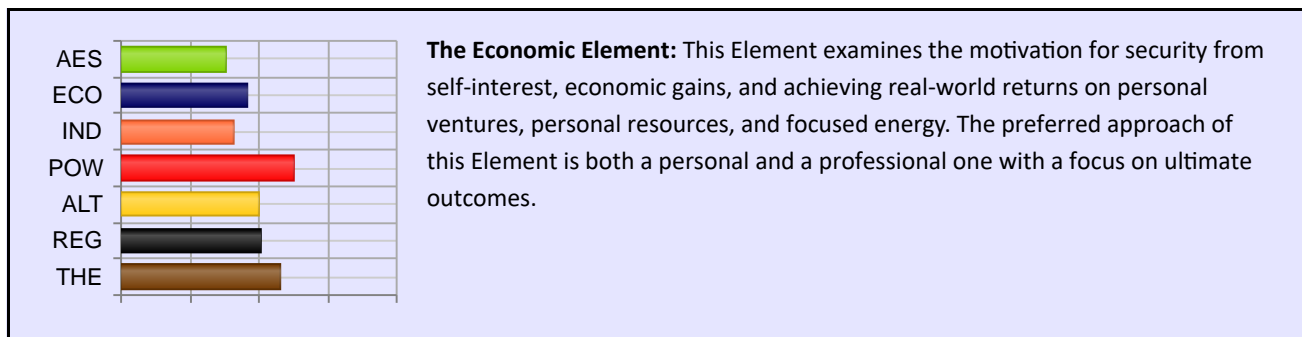 AES
ECO
IND
POW
ALT
REG
THE
The Economic Element: This Element examines the motivation for security from
self-interest, economic gains, and achieving real-world returns on personal
ventures, personal resources, and focused energy. The preferred approach of
this Element is both a personal and a professional one with a focus on ultimate
outcomes.